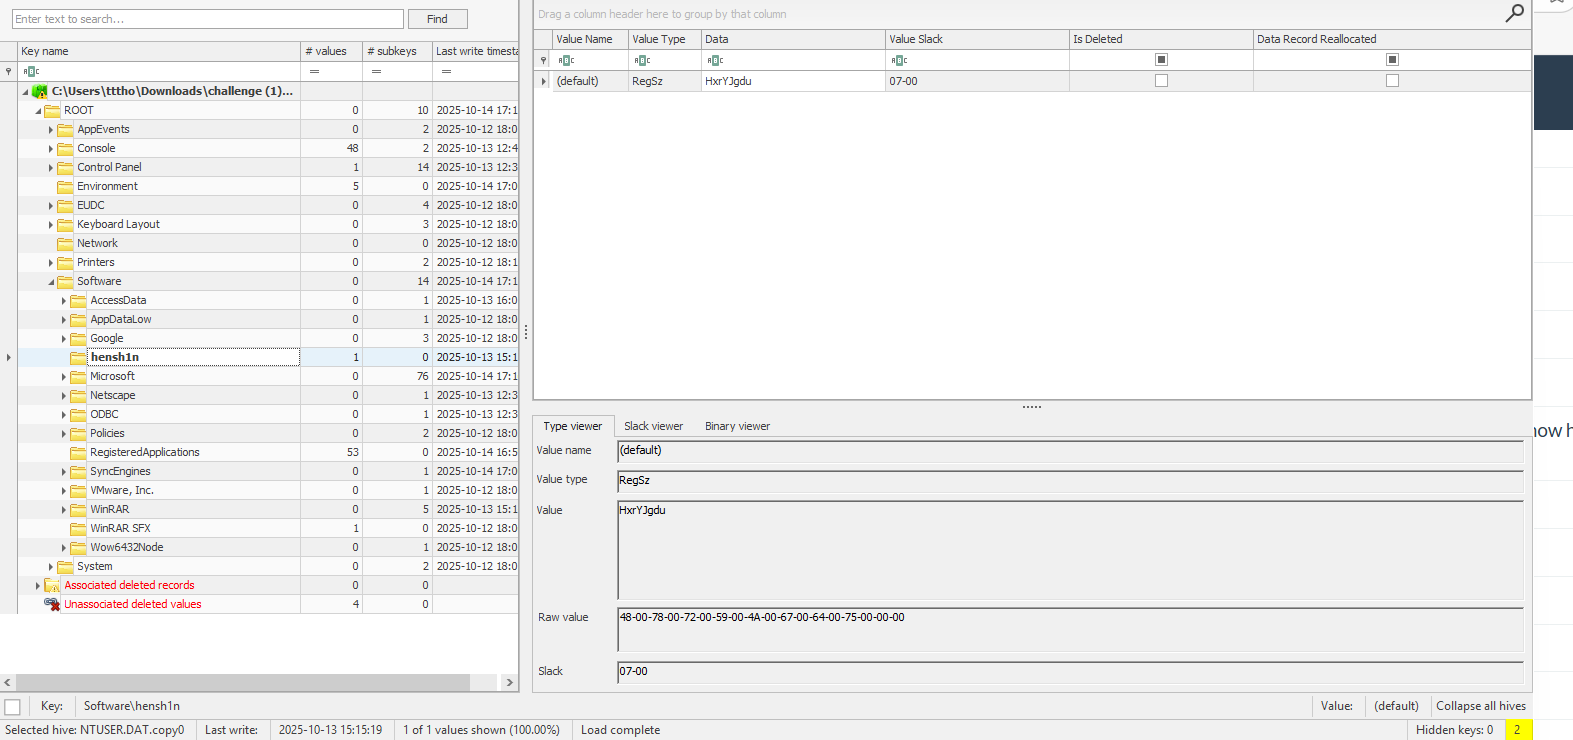 Enter text to search...
Find
Key name # values # subkeys Last write timesta
ABC = = =
C:\Users\tttho\Downloads\challenge (1)...
ROOT 0 10 2025-10-14 17:1
AppEvents 0 2 2025-10-12 18:0
Console 48 2 2025-10-13 12:4
Control Panel 1 14 2025-10-13 12:3
Environment 5 0 2025-10-14 17:0
EUDC 0 4 2025-10-12 18:0
Keyboard Layout 0 3 2025-10-12 18:0
Network 0 0 2025-10-12 18:0
Printers 0 2 2025-10-12 18:1
Software 0 14 2025-10-14 17:1
AccessData 0 1 2025-10-13 16:0
AppDataLow 0 1 2025-10-12 18:0
Google 0 3 2025-10-12 18:0
hensh1n 1 0 2025-10-13 15:1
Microsoft 0 76 2025-10-14 17:1
Netscape 0 1 2025-10-13 12:3
ODBC 0 1 2025-10-13 12:3
Policies 0 2 2025-10-12 18:0
RegisteredApplications 53 0 2025-10-14 16:5
SyncEngines 0 1 2025-10-14 17:0
VMware, Inc. 0 1 2025-10-12 18:0
WinRAR 0 5 2025-10-13 15:1
WinRAR SFX 1 0 2025-10-12 18:0
Wow6432Node 0 1 2025-10-12 18:0
System 0 2 2025-10-12 18:0
Associated deleted records 0 0
Unassociated deleted values 4 0
Drag a column header here to group by that column
Value Name Value Type Data Value Slack Is Deleted Data Record Reallocated
ABC ABC ABC ABC
(default) RegSz HxrYJgdu 07-00
Type viewer Slack viewer Binary viewer
Value name (default)
Value type RegSz
Value HxrYJgdu
Raw value 48-00-78-00-72-00-59-00-4A-00-67-00-64-00-75-00-00-00
Slack 07-00
now h
Key: Software\hensh1n Value: (default) Collapse all hives
Selected hive: NTUSER.DAT.copy0 Last write: 2025-10-13 15:15:19 1 of 1 values shown (100.00%) Load complete Hidden keys: 0 2